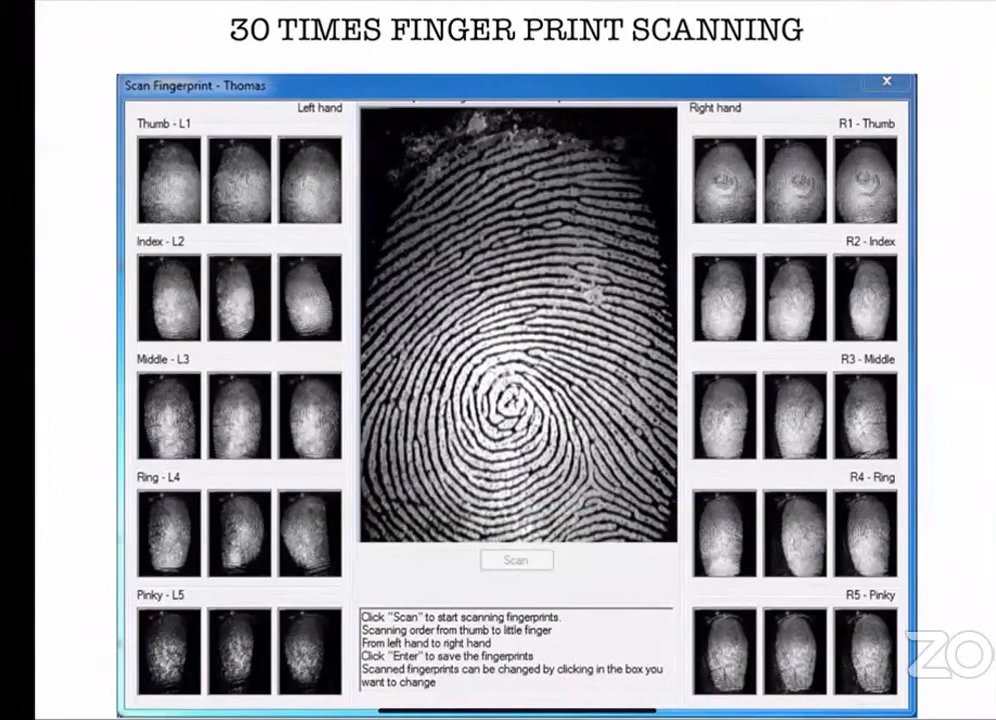 30 TIMES FINGER PRINT SCANNING
Scan Fingerprint - Thomas
Left hand
Right hand
Thumb - L1
R1 - Thumb
Index - L2
R2 - Index
Middle - L3
R3 - Middle
Ring - L4
R4 - Ring
Scan
Pinky - L5
R5 - Pinky
Click "Scan" to start scanning fingerprints.
Scanning order from thumb to little finger
From left hand to right hand
Click "Enter" to save the fingerprints
Scanned fingerprints can be changed by clicking in the box you
want to change
ZO